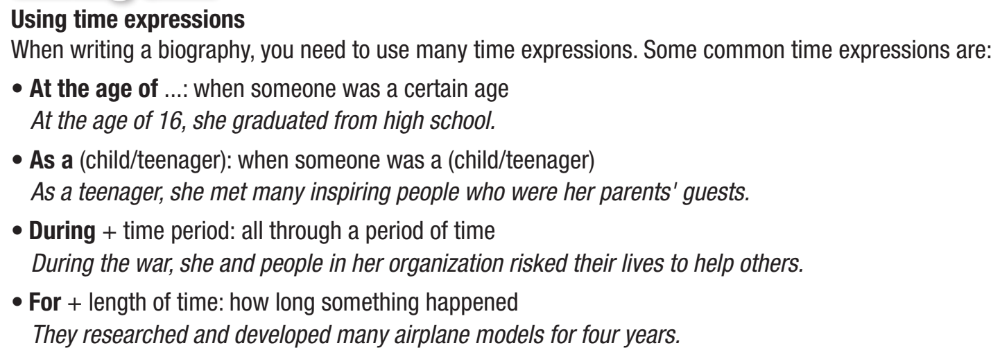 Using time expressions
When writing a biography, you need to use many time expressions. Some common time expressions are:
• At the age of ...: when someone was a certain age
At the age of 16, she graduated from high school.
• As a (child/teenager): when someone was a (child/teenager)
As a teenager, she met many inspiring people who were her parents' guests.
• During + time period: all through a period of time
During the war, she and people in her organization risked their lives to help others.
• For + length of time: how long something happened
They researched and developed many airplane models for four years.